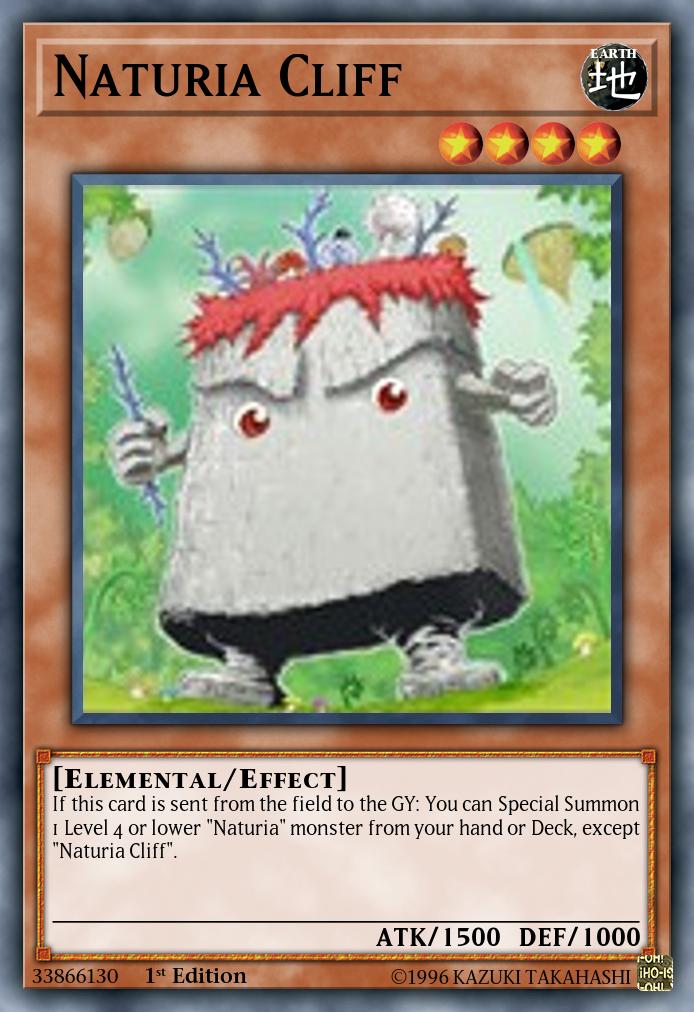 NATURIA CLIFF
EARTH
地
[ELEMENTAL/EFFECT]
If this card is sent from the field to the GY: You can Special Summon
1 Level 4 or lower "Naturia" monster from your hand or Deck, except
"Naturia Cliff".
ATK/1500 DEF/1000
33866130 1st Edition ©1996 KAZUKI TAKAHASHI